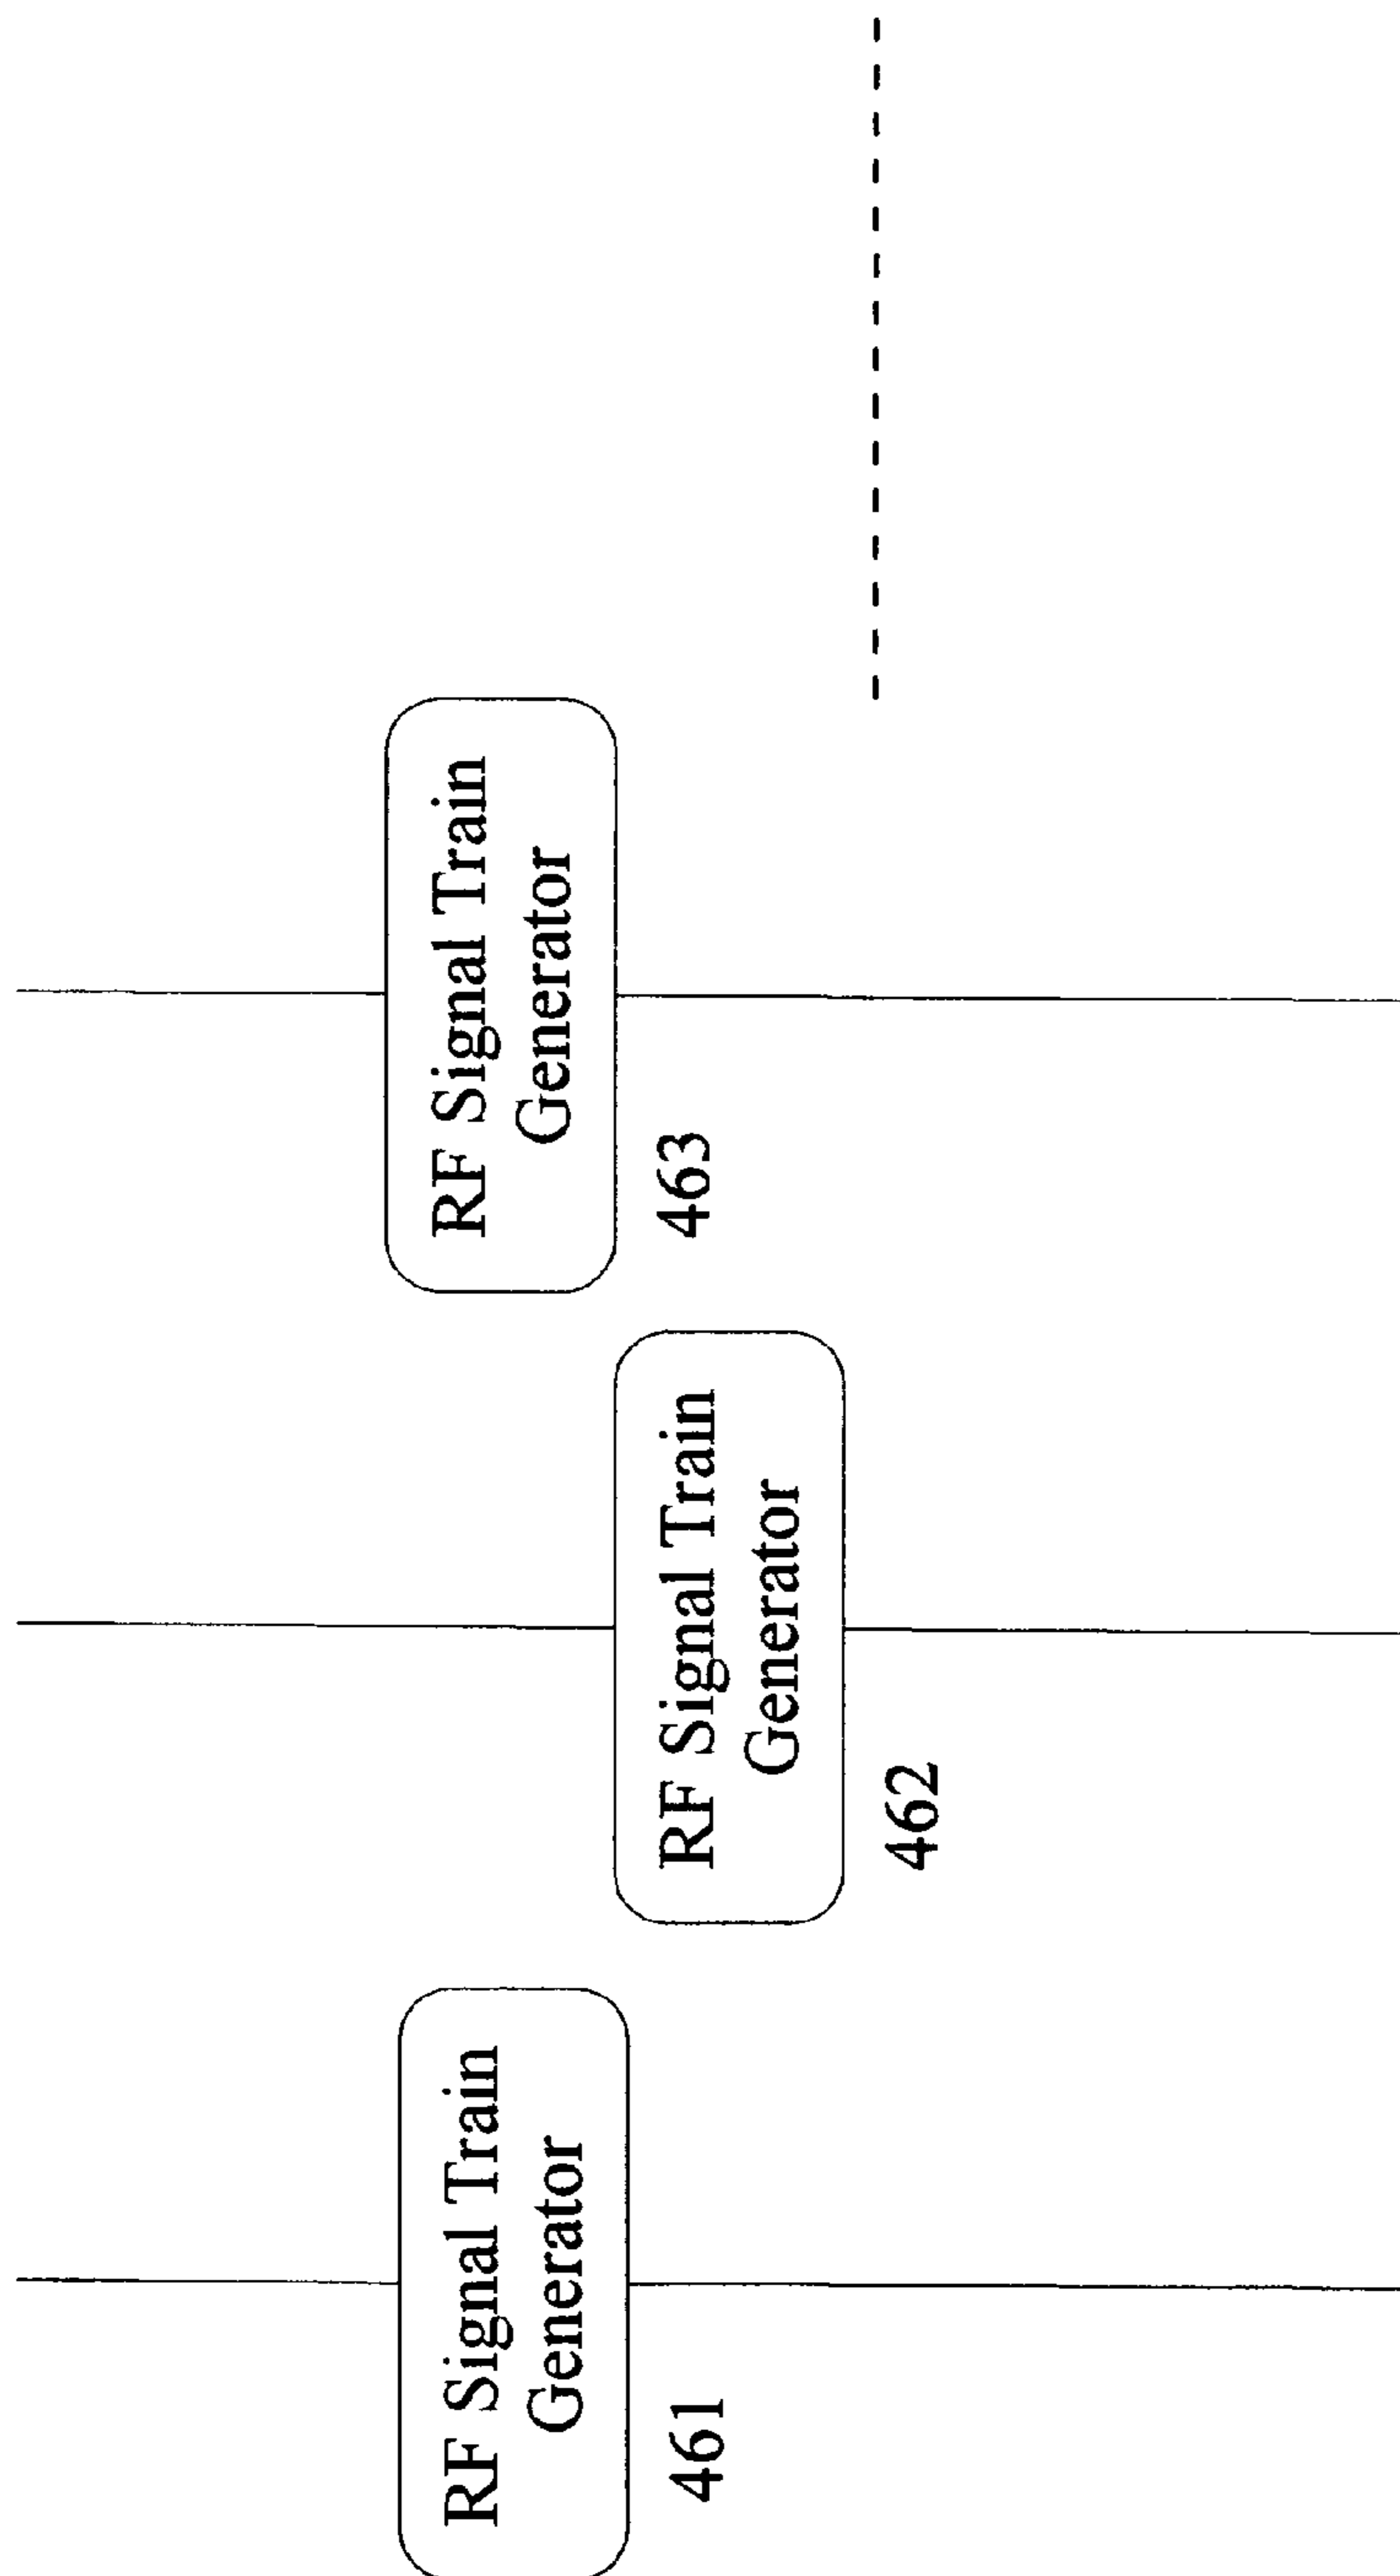 RF Signal Train
Generator
461
RF Signal Train
Generator
462
RF Signal Train
Generator
463